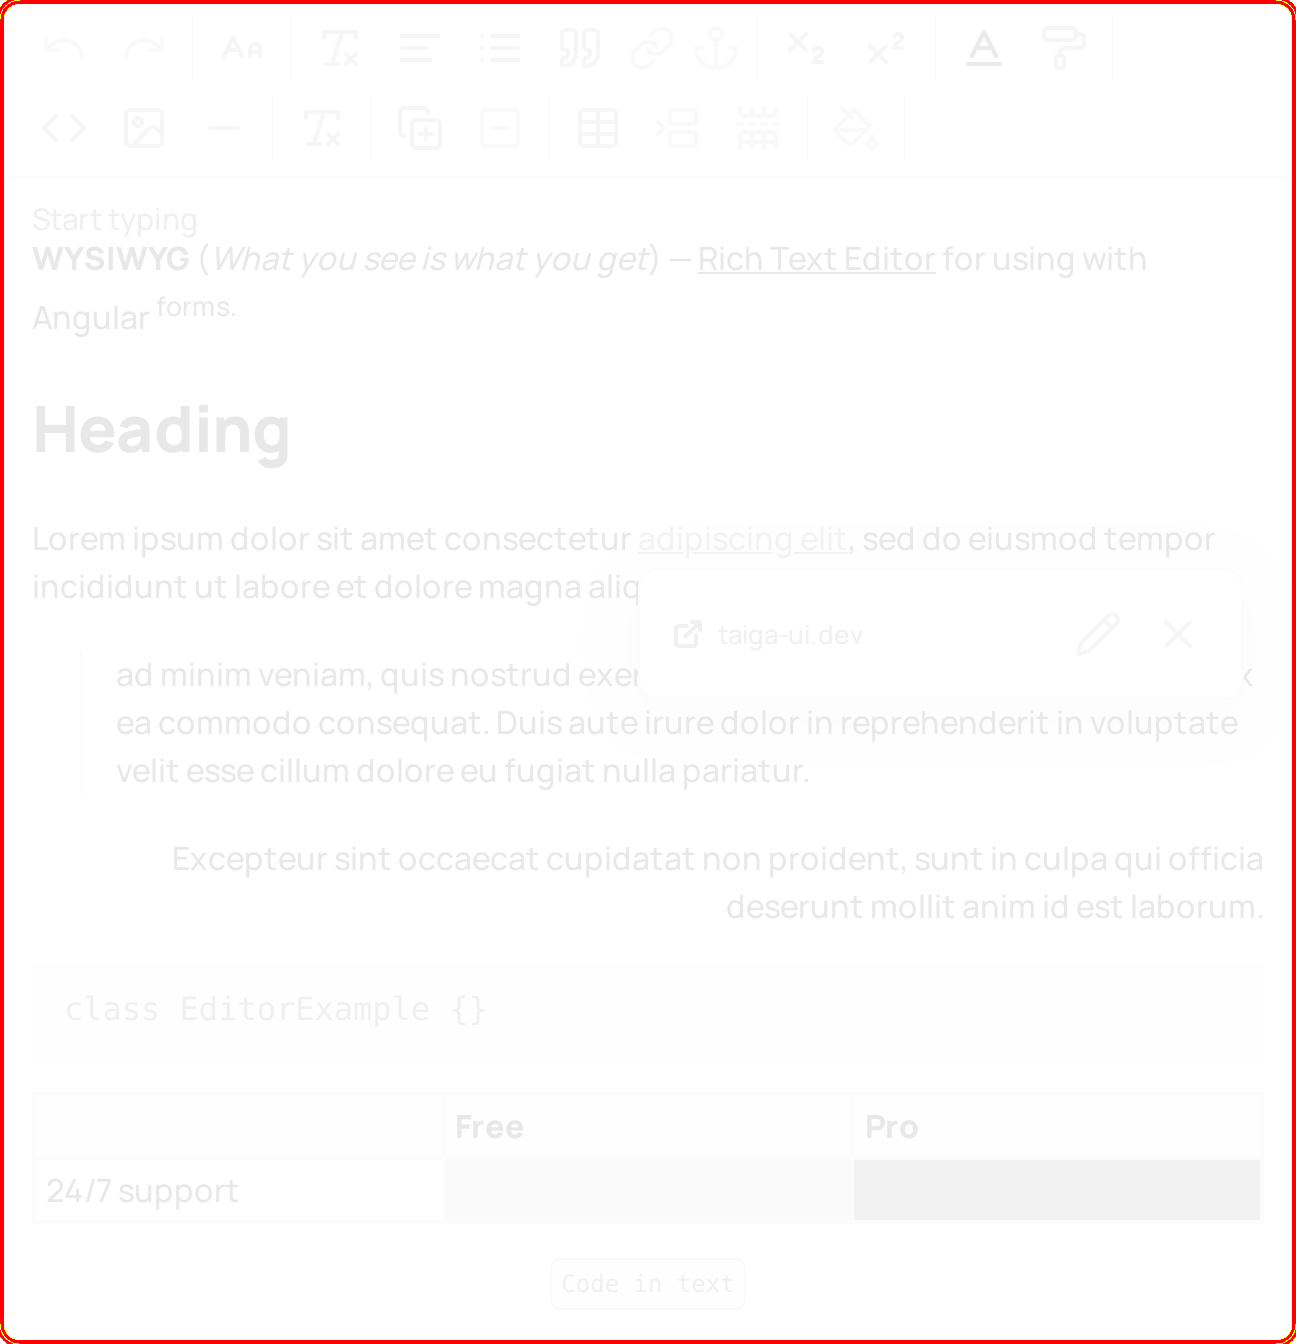 Start typing
WYSIWYG (What you see is what you get) — Rich Text Editor for using with
Angular forms.
Heading
Lorem ipsum dolor sit amet consectetur adipiscing elit, sed do eiusmod tempor
incididunt ut labore et dolore magna aliq
taiga-ui.dev
ad minim veniam, quis nostrud exer
ea commodo consequat. Duis aute irure dolor in reprehenderit in voluptate
velit esse cillum dolore eu fugiat nulla pariatur.
Excepteur sint occaecat cupidatat non proident, sunt in culpa qui officia
deserunt mollit anim id est laborum.
class EditorExample {}
Free Pro
24/7 support
Code in text